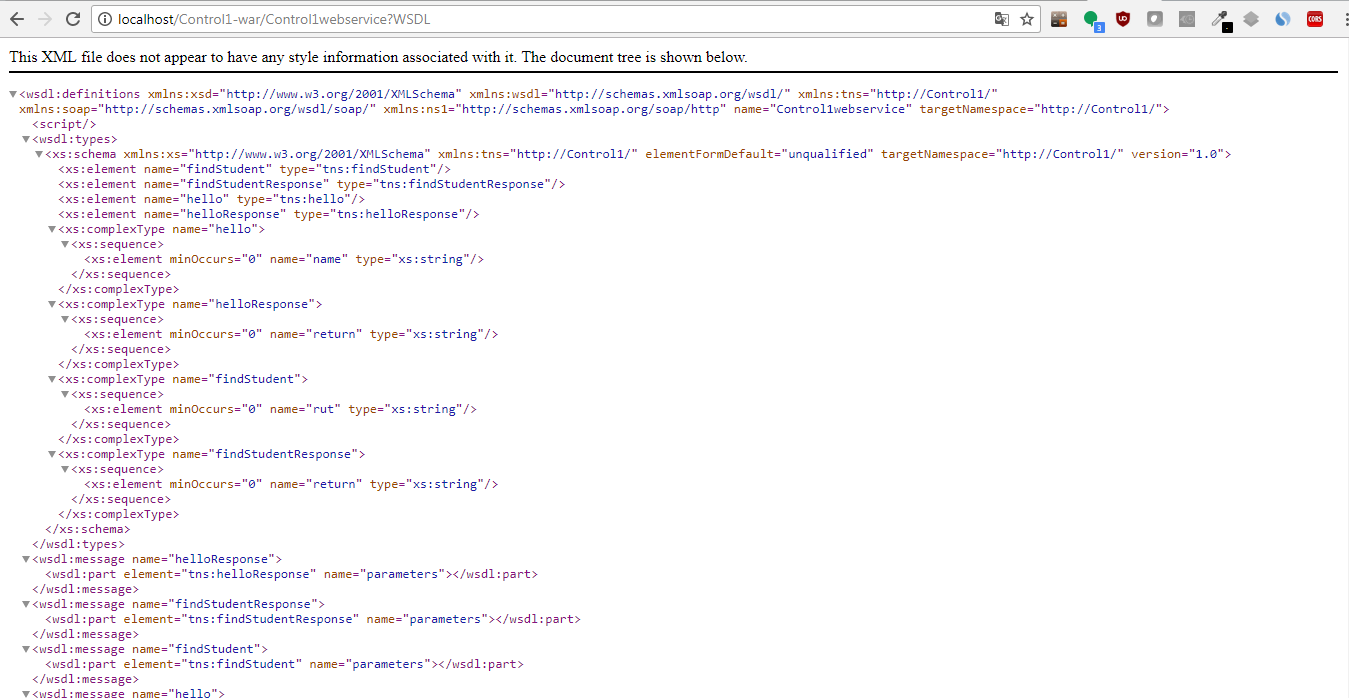 localhost/Control1-war/Control1webservice?WSDL
3
UD
CORS
This XML file does not appear to have any style information associated with it. The document tree is shown below.
▼<wsdl:definitions xmlns:xsd="http://www.w3.org/2001/XMLSchema" xmlns:wsdl="http://schemas.xmlsoap.org/wsdl/" xmlns:tns="http://Control1/"
xmlns:soap="http://schemas.xmlsoap.org/wsdl/soap/" xmlns:ns1="http://schemas.xmlsoap.org/soap/http" name="Control1webservice" targetNamespace="http://Control1/">
<script/>
▼<wsdl:types>
▼<xs:schema xmlns:xs="http://www.w3.org/2001/XMLSchema" xmlns:tns="http://Control1/" elementFormDefault="unqualified" targetNamespace="http://Control1/" version="1.0">
<xs:element name="findStudent" type="tns:findStudent"/>
<xs:element name="findStudentResponse" type="tns:findStudentResponse"/>
<xs:element name="hello" type="tns:hello"/>
<xs:element name="helloResponse" type="tns:helloResponse"/>
▼<xs:complexType name="hello">
▼<xs:sequence>
<xs:element minOccurs="0" name="name" type="xs:string"/>
</xs:sequence>
</xs:complexType>
▼<xs:complexType name="helloResponse">
▼<xs:sequence>
<xs:element minOccurs="0" name="return" type="xs:string"/>
</xs:sequence>
</xs:complexType>
▼<xs:complexType name="findStudent">
▼<xs:sequence>
<xs:element minOccurs="0" name="rut" type="xs:string"/>
</xs:sequence>
</xs:complexType>
▼<xs:complexType name="findStudentResponse">
▼<xs:sequence>
<xs:element minOccurs="0" name="return" type="xs:string"/>
</xs:sequence>
</xs:complexType>
</xs:schema>
</wsdl:types>
▼<wsdl:message name="helloResponse">
<wsdl:part element="tns:helloResponse" name="parameters"></wsdl:part>
</wsdl:message>
▼<wsdl:message name="findStudentResponse">
<wsdl:part element="tns:findStudentResponse" name="parameters"></wsdl:part>
</wsdl:message>
▼<wsdl:message name="findStudent">
<wsdl:part element="tns:findStudent" name="parameters"></wsdl:part>
</wsdl:message>
▼<wsdl:message name="hello">